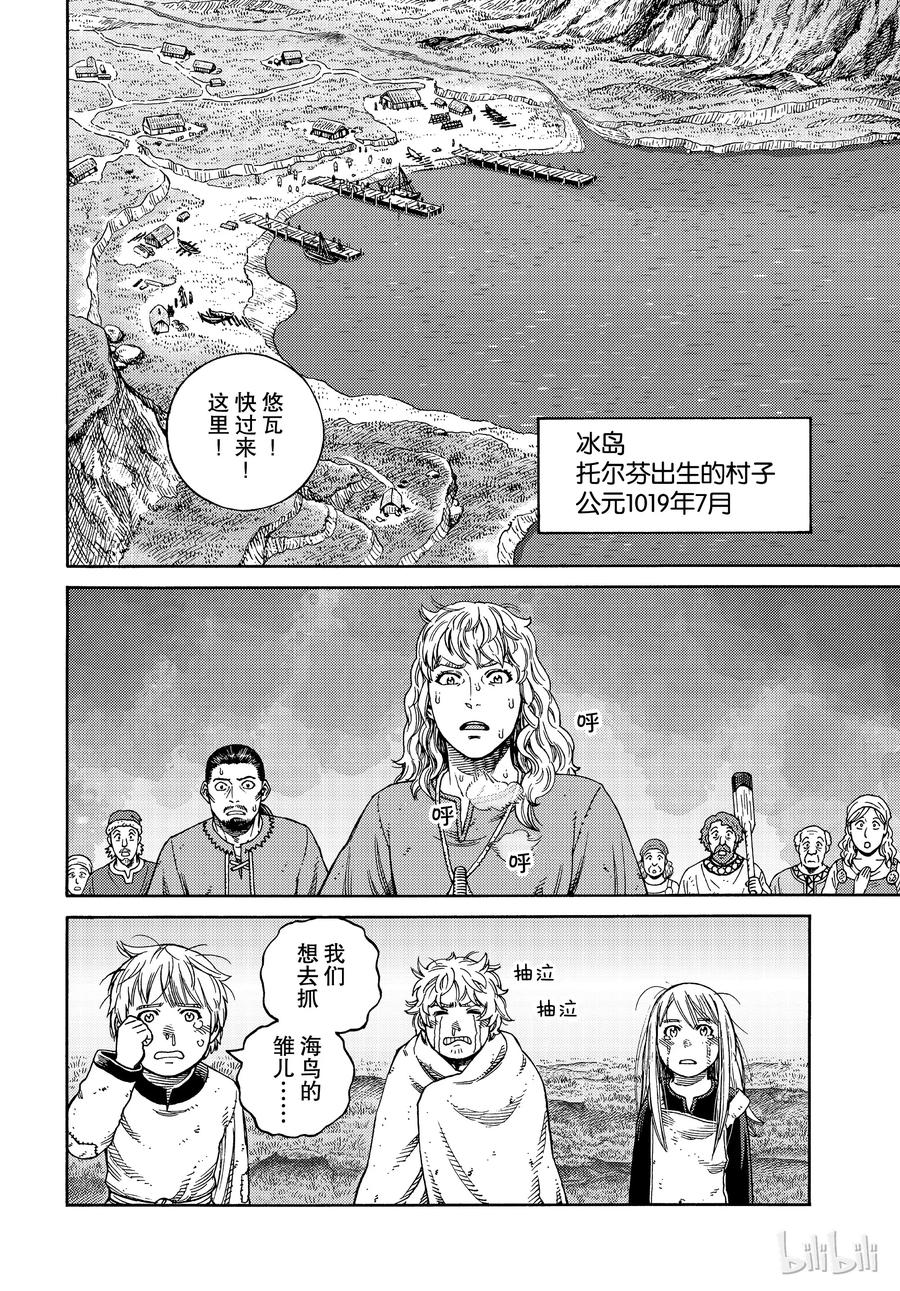 冰岛
托尔芬出生的村子
公元1019年7月
悠瓦！
快过来！
这里！
呼
呼
呼
我们
想去抓
海鸟的
雏儿……
抽泣
抽泣
bilibili